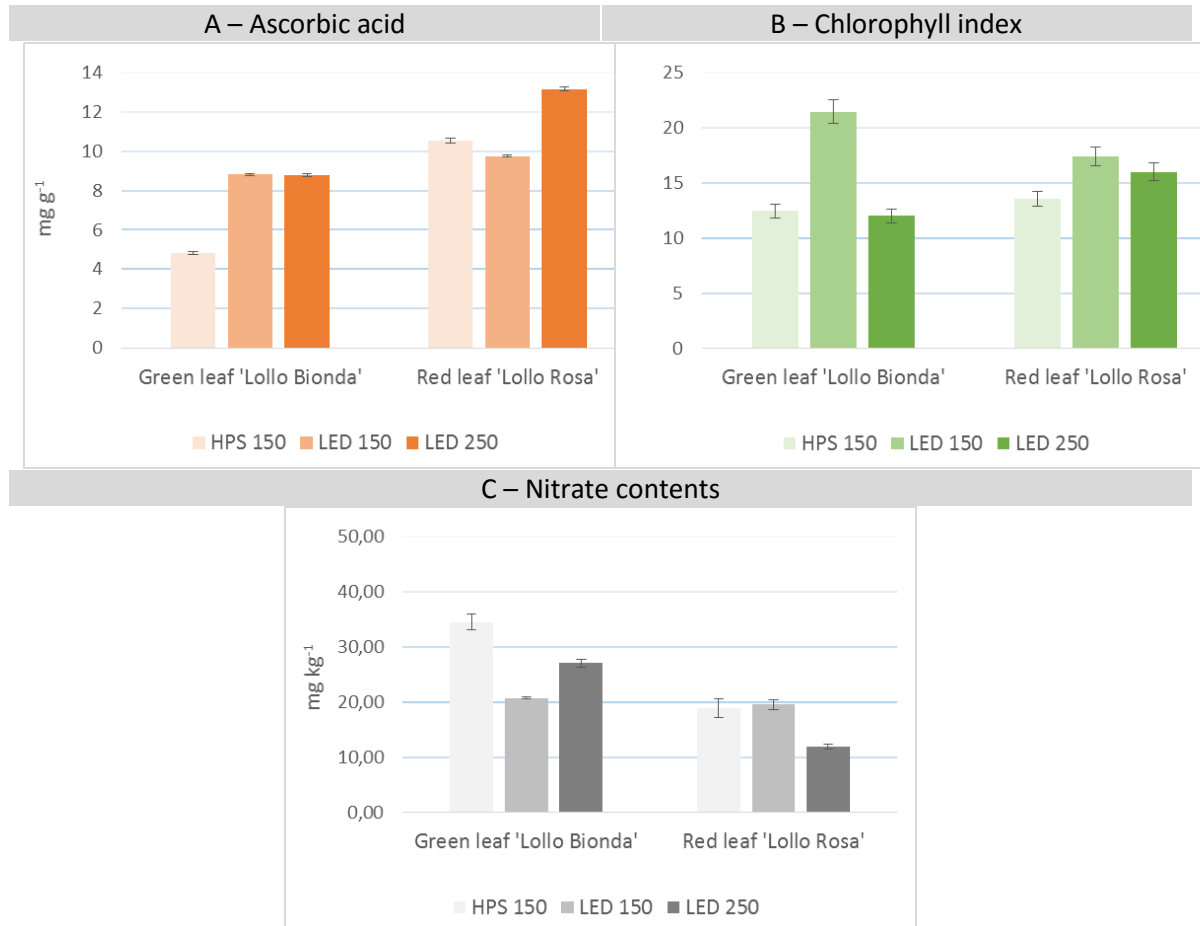 A – Ascorbic acid
B – Chlorophyll index
14
12
10
8
6
4
2
0
mg g⁻¹
Green leaf 'Lollo Bionda' Red leaf 'Lollo Rosa'
HPS 150 LED 150 LED 250
25
20
15
10
5
0
Green leaf 'Lollo Bionda' Red leaf 'Lollo Rosa'
HPS 150 LED 150 LED 250
C – Nitrate contents
50,00
40,00
30,00
20,00
10,00
0,00
mg kg⁻¹
Green leaf 'Lollo Bionda' Red leaf 'Lollo Rosa'
HPS 150 LED 150 LED 250